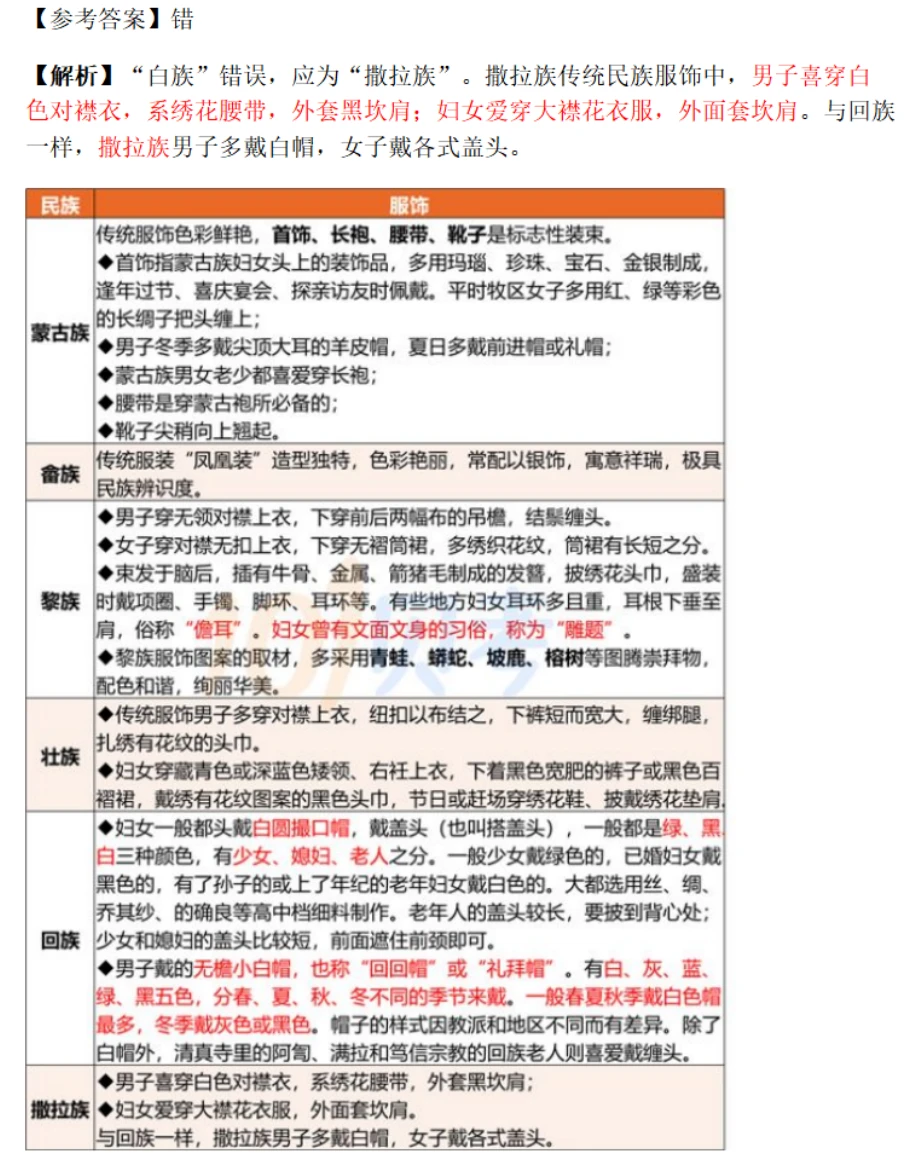 【参考答案】错
【解析】“白族”错误，应为“撒拉族”。撒拉族传统民族服饰中，男子喜穿白
色对襟衣，系绣花腰带，外套黑坎肩；妇女爱穿大襟花衣服，外面套坎肩。与回族
一样，撒拉族男子多戴白帽，女子戴各式盖头。
民族 服饰
传统服饰色彩鲜艳，首饰、长袍、腰带、靴子是标志性装束。
◆首饰指蒙古族妇女头上的装饰品，多用玛瑙、珍珠、宝石、金银制成，
逢年过节、喜庆宴会、探亲访友时佩戴。平时牧区女子多用红、绿等彩色
的长绸子把头缠上；
蒙古族
◆男子冬季多戴尖顶大耳的羊皮帽，夏日多戴前进帽或礼帽；
◆蒙古族男女老少都喜爱穿长袍；
◆腰带是穿蒙古袍所必备的；
◆靴子尖稍向上翘起。
畲族
传统服装“凤凰装”造型独特，色彩艳丽，常配以银饰，寓意祥瑞，极具
民族辨识度。
◆男子穿无领对襟上衣，下穿前后两幅布的吊檐，结鬃缠头。
◆女子穿对襟无扣上衣，下穿无褶筒裙，多绣织花纹，筒裙有长短之分。
◆束发于脑后，插有牛骨、金属、箭猪毛制成的发簪，披绣花头巾，盛装
黎族
时戴项圈、手镯、脚环、耳环等。有些地方妇女耳环多且重，耳根下垂至
肩，俗称“儋耳”。妇女曾有文面文身的习俗，称为“雕题”。
◆黎族服饰图案的取材，多采用青蛙、蟒蛇、坡鹿、榕树等图腾崇拜物，
配色和谐，绚丽华美。
◆传统服饰男子多穿对襟上衣，纽扣以布结之，下裤短而宽大，缠绑腿，
扎绣有花纹的头巾。
壮族
◆妇女穿藏青色或深蓝色矮领、右衽上衣，下着黑色宽肥的裤子或黑色百
褶裙，戴绣有花纹图案的黑色头巾，节日或赶场穿绣花鞋、披戴绣花垫肩.
◆妇女一般都头戴白圆撮口帽，戴盖头（也叫搭盖头），一般都是绿、黑、
白三种颜色，有少女、媳妇、老人之分。一般少女戴绿色的，已婚妇女戴
黑色的，有了孙子的或上了年纪的老年妇女戴白色的。大都选用丝、绸、
乔其纱、的确良等高中档细料制作。老年人的盖头较长，要披到背心处；
回族
少女和媳妇的盖头比较短，前面遮住前颈即可。
◆男子戴的无檐小白帽，也称“回回帽”或“礼拜帽”。有白、灰、蓝、
绿、黑五色，分春、夏、秋、冬不同的季节来戴。一般春夏秋季戴白色帽
最多，冬季戴灰色或黑色。帽子的样式因教派和地区不同而有差异。除了
白帽外，清真寺里的阿訇、满拉和笃信宗教的回族老人则喜爱戴缠头。
◆男子喜穿白色对襟衣，系绣花腰带，外套黑坎肩；
撒拉族
◆妇女爱穿大襟花衣服，外面套坎肩。
与回族一样，撒拉族男子多戴白帽，女子戴各式盖头。